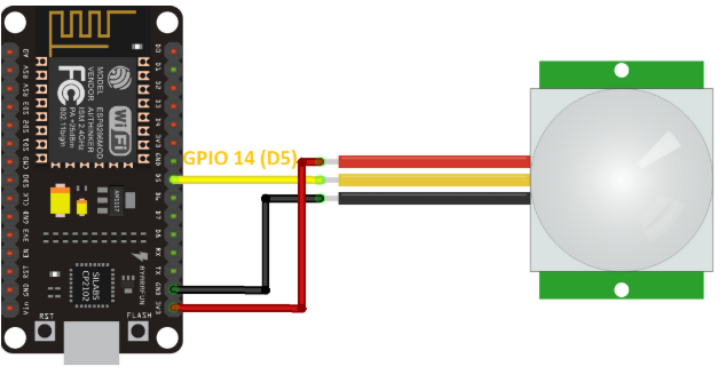 GPIO 14 (D5)
A0
RSV
RSV
SD3
SD2
SD1
CMD
SD0
CLK
GND
3V3
EN
RST
GND
Vin
D0
D1
D2
D3
D4
3V3
GND
D5
D6
D7
D8
RX
TX
GND
3V3
MODEL
VENDOR
ESP8266MOD
AI/THINKER
ISM 2.4GHz
PA +25dBm
802.11b/g/n
FC
WiFi
AM1117
SILABS
CP2102
AYARAFUN
RST
FLASH